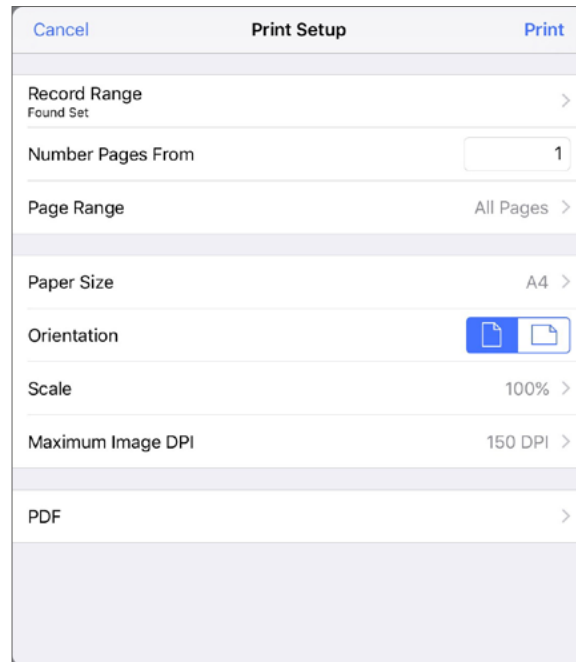 Cancel Print Setup Print
Record Range
Found Set
Number Pages From 1
Page Range All Pages
Paper Size A4
Orientation
Scale 100%
Maximum Image DPI 150 DPI
PDF